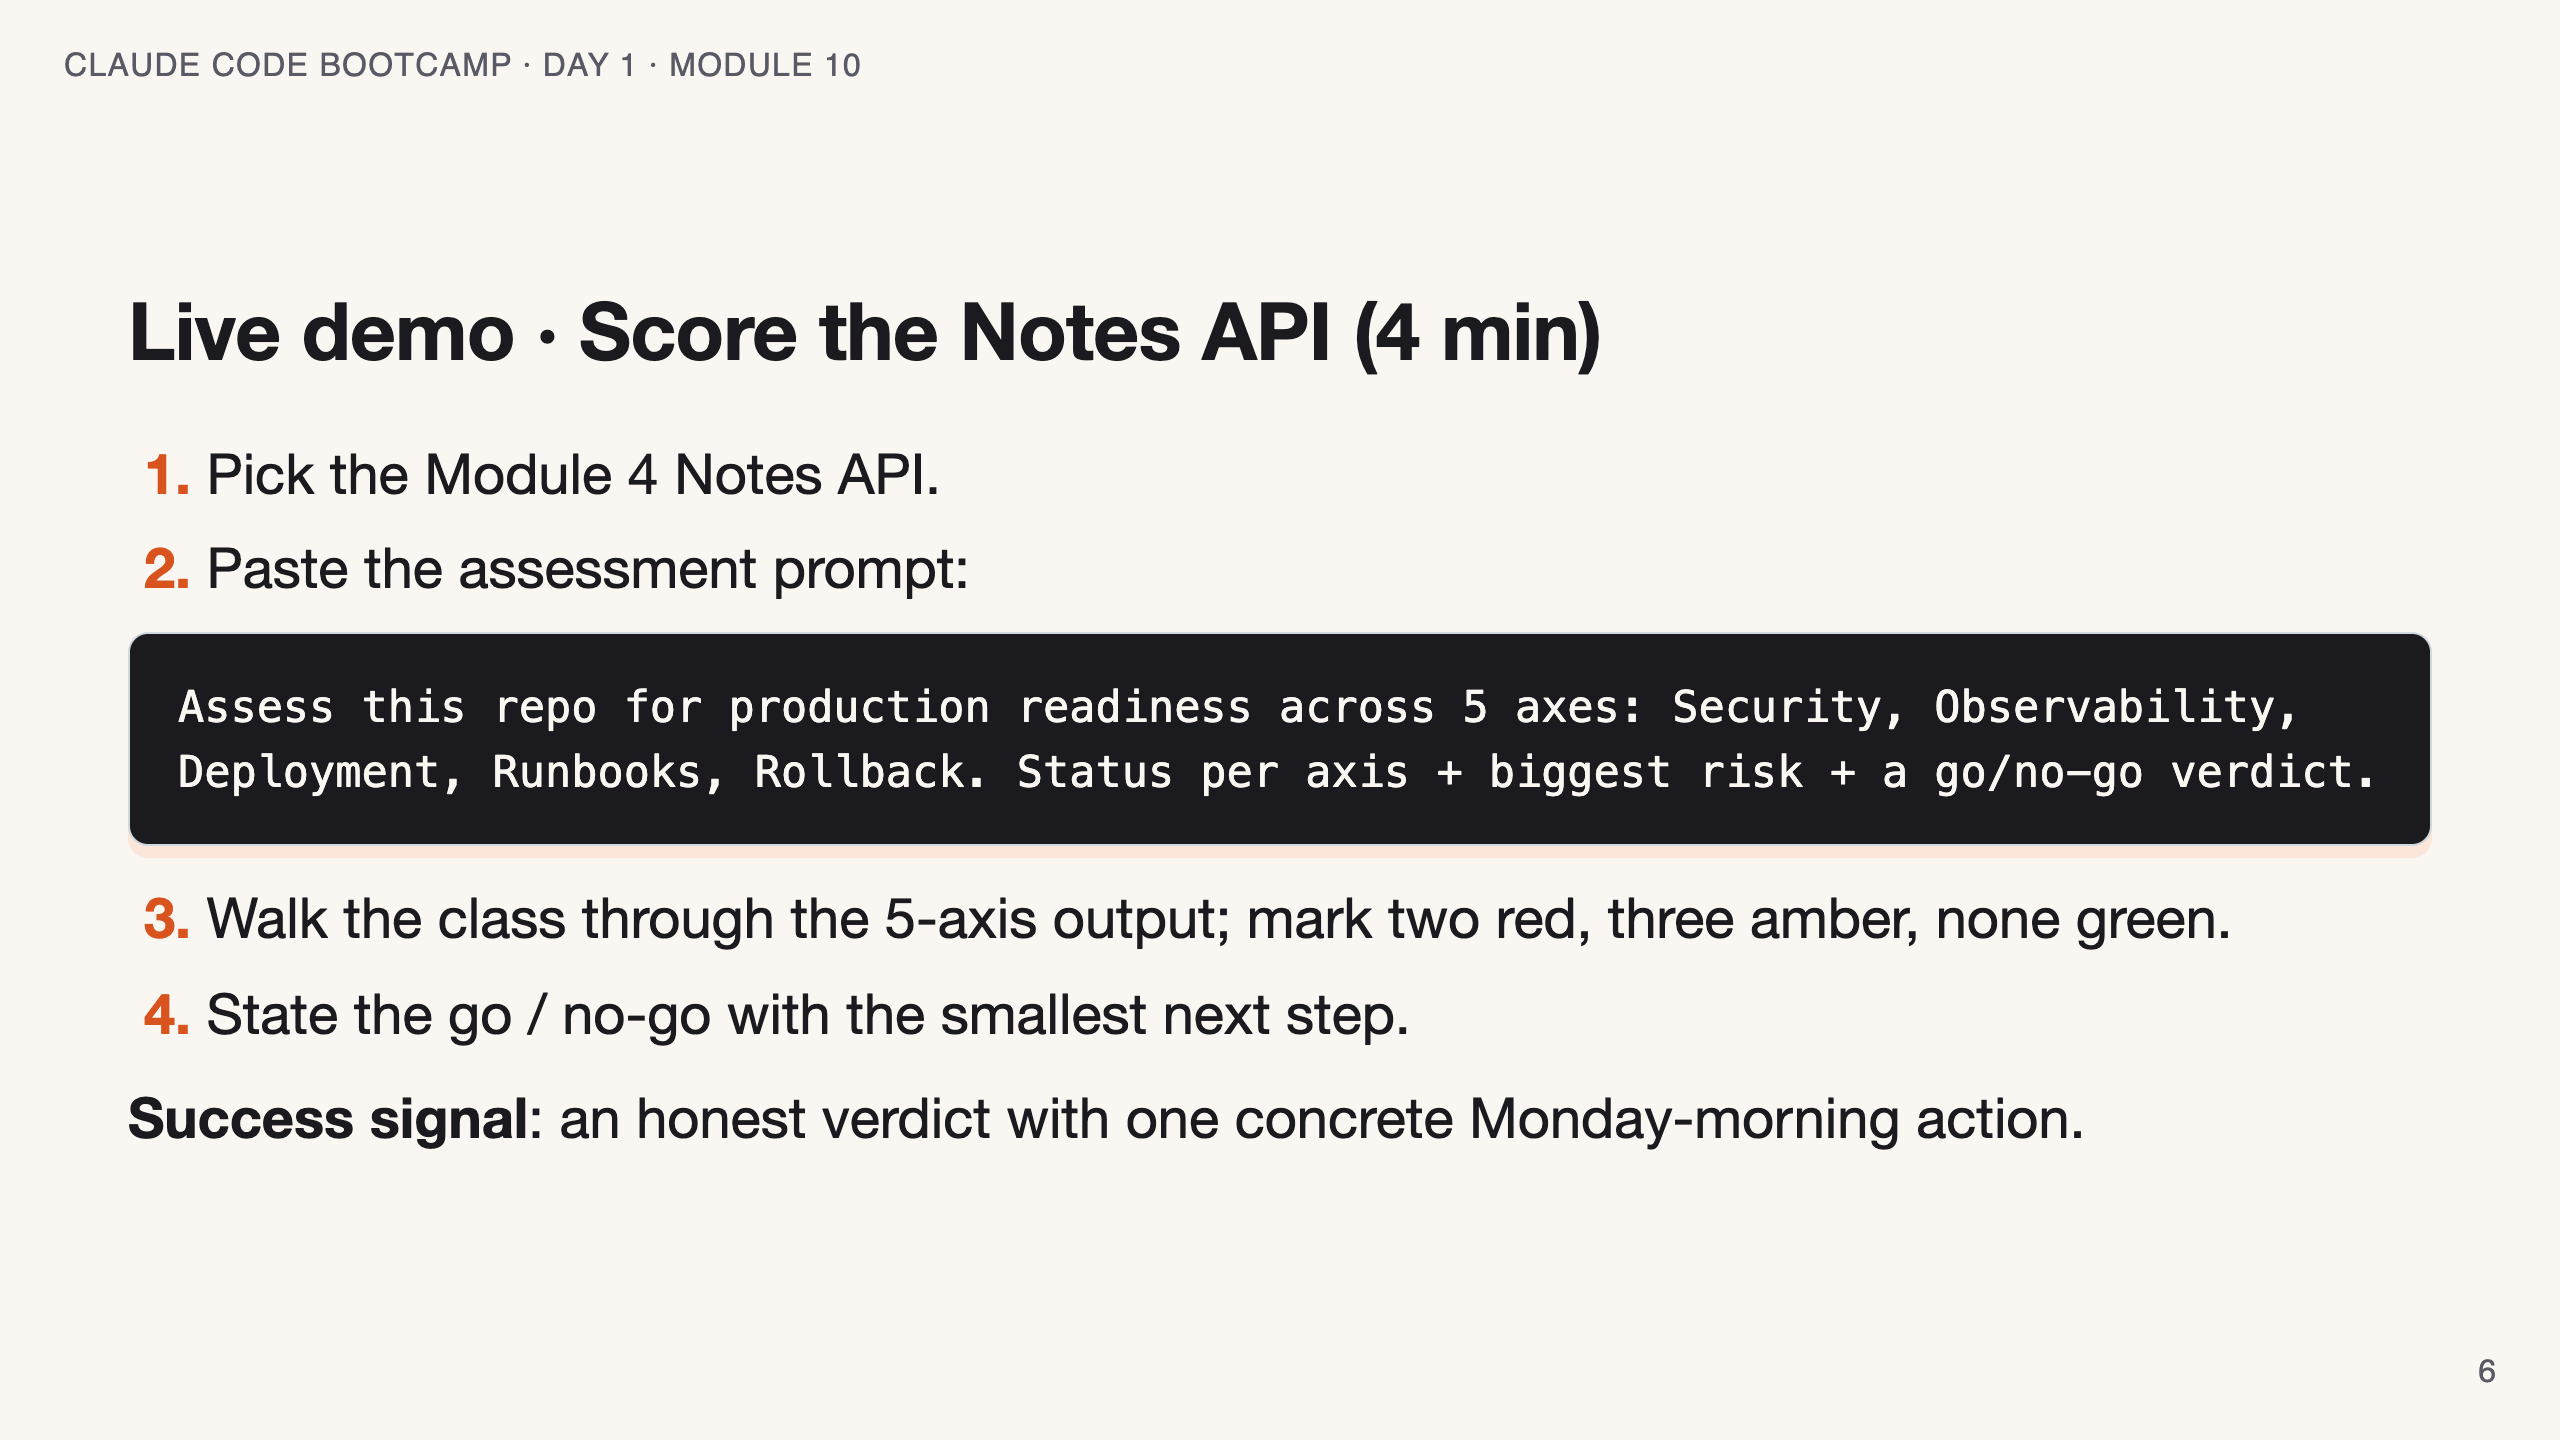 CLAUDE CODE BOOTCAMP · DAY 1 · MODULE 10
Live demo · Score the Notes API (4 min)
1. Pick the Module 4 Notes API.
2. Paste the assessment prompt:
Assess this repo for production readiness across 5 axes: Security, Observability,
Deployment, Runbooks, Rollback. Status per axis + biggest risk + a go/no-go verdict.
3. Walk the class through the 5-axis output; mark two red, three amber, none green.
4. State the go / no-go with the smallest next step.
Success signal: an honest verdict with one concrete Monday-morning action.
6